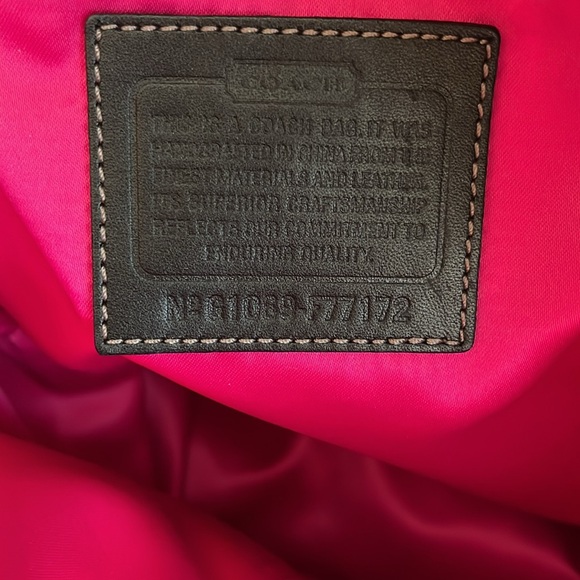 COACH
THIS IS A COACH BAG. IT WAS
HANDCRAFTED IN CHINA FROM THE
FINEST MATERIALS AND LEATHER.
ITS SUPERIOR CRAFTSMANSHIP
REFLECTS OUR COMMITMENT TO
ENDURING QUALITY.
Nº G1089-F77172